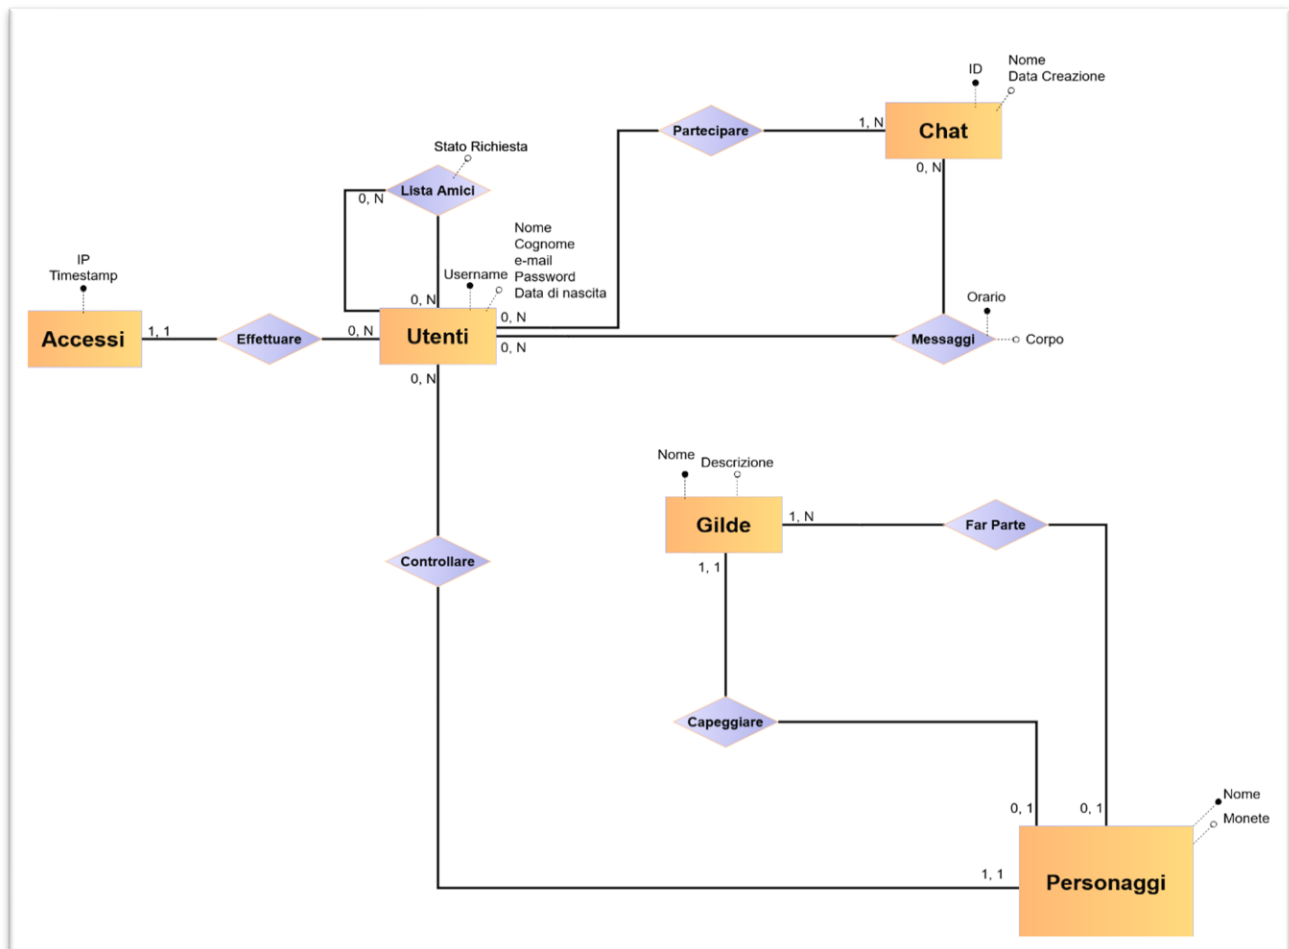 Nome
Data Creazione
ID
Chat
1, N
0, N
Partecipare
Stato Richiesta
Lista Amici
0, N
0, N
Nome
Cognome
e-mail
Password
Data di nascita
Username
IP
Timestamp
Accessi
1, 1
Effettuare
0, N
Utenti
0, N
0, N
0, N
Orario
Messaggi
Corpo
Nome
Descrizione
Gilde
1, N
1, 1
Far Parte
Controllare
Capeggiare
0, 1
0, 1
Nome
Monete
1, 1
Personaggi